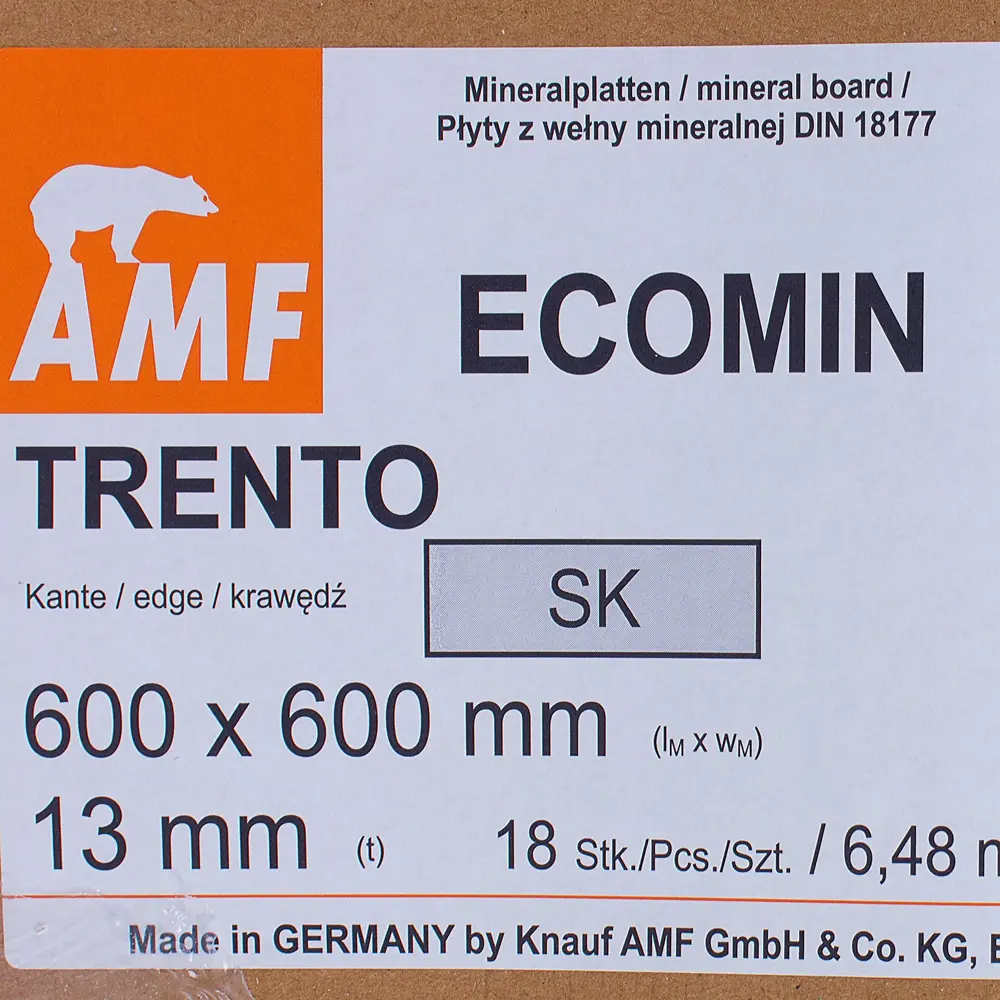 Mineralplatten / mineral board /
Płyty z wełny mineralnej DIN 18177
AMF
ECOMIN
TRENTO
Kante / edge / krawędź
SK
600 x 600 mm (lM x wM)
13 mm (t)
18 Stk./Pcs./Szt. / 6,48
Made in GERMANY by Knauf AMF GmbH & Co. KG,